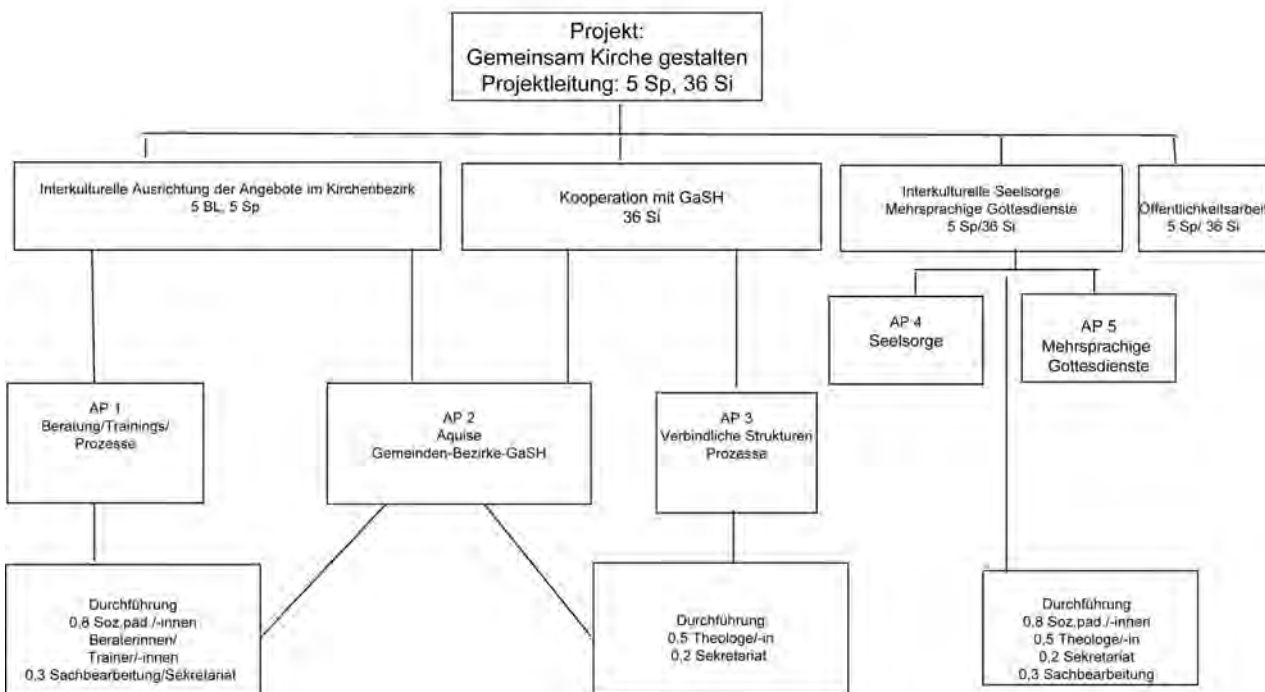 Projekt:
Gemeinsam Kirche gestalten
Projektleitung: 5 Sp, 36 Si
Interkulturelle Ausrichtung der Angebote im Kirchenbezirk
5 BL, 5 Sp
Kooperation mit GaSH
36 Si
Interkulturelle Seelsorge
Mehrsprachige Gottesdienste
5 Sp/36 Si
Öffentlichkeitsarbeit
5 Sp/ 36 Si
AP 4
Seelsorge
AP 5
Mehrsprachige
Gottesdienste
AP 1
Beratung/Trainings/
Prozesse
AP 2
Aquise
Gemeinden-Bezirke-GaSH
AP 3
Verbindliche Strukturen
Prozesse
Durchführung
0,8 Soz.päd./-innen
Beraterinnen/
Trainer/-innen
0,3 Sachbearbeitung/Sekretariat
Durchführung:
0,5 Theologe/-in
0,2 Sekretariat
Durchführung:
0,8 Soz.päd./-innen
0,5 Theologe/-in
0,2 Sekretariat
0,3 Sachbearbeitung